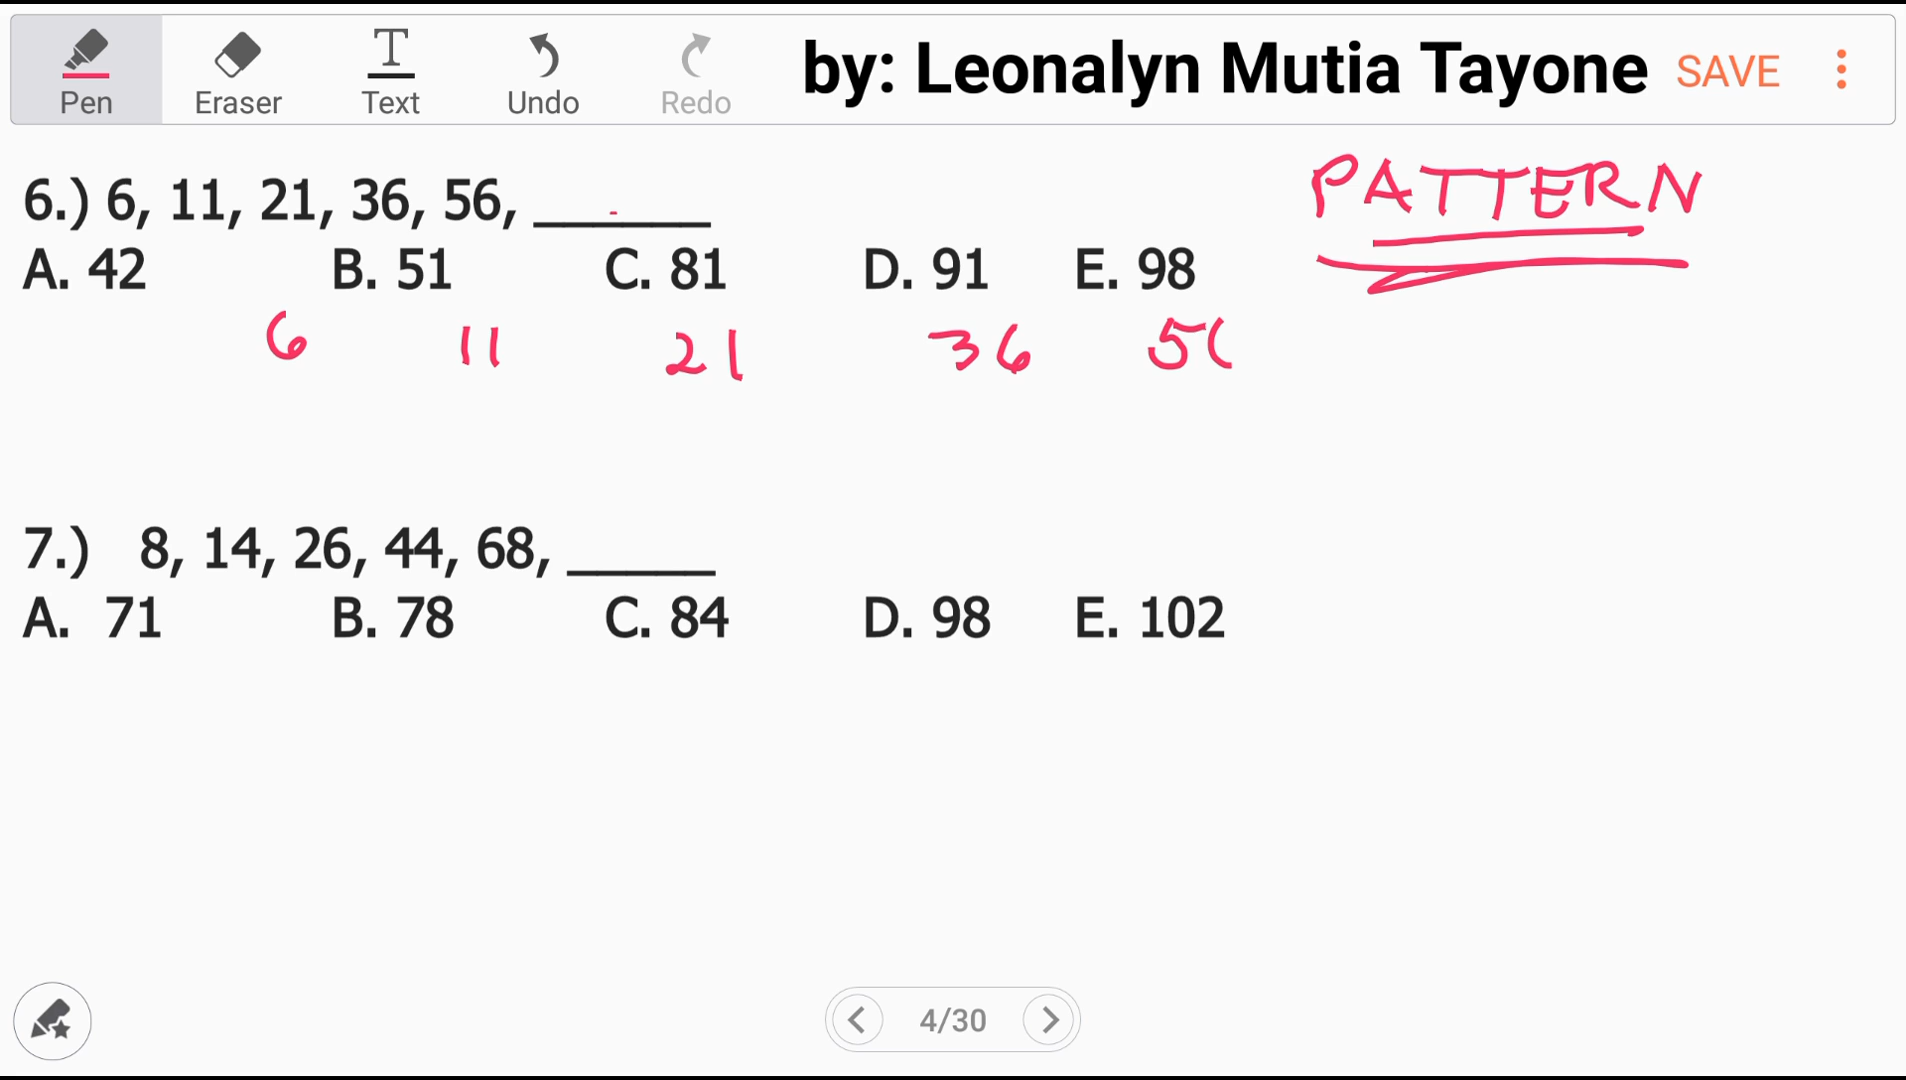 Pen Eraser Text Undo Redo by: Leonalyn Mutia Tayone SAVE
PATTERN
6.) 6, 11, 21, 36, 56, ______
A. 42 B. 51 C. 81 D. 91 E. 98
6 11 21 36 5(
7.) 8, 14, 26, 44, 68, _____
A. 71 B. 78 C. 84 D. 98 E. 102
4/30